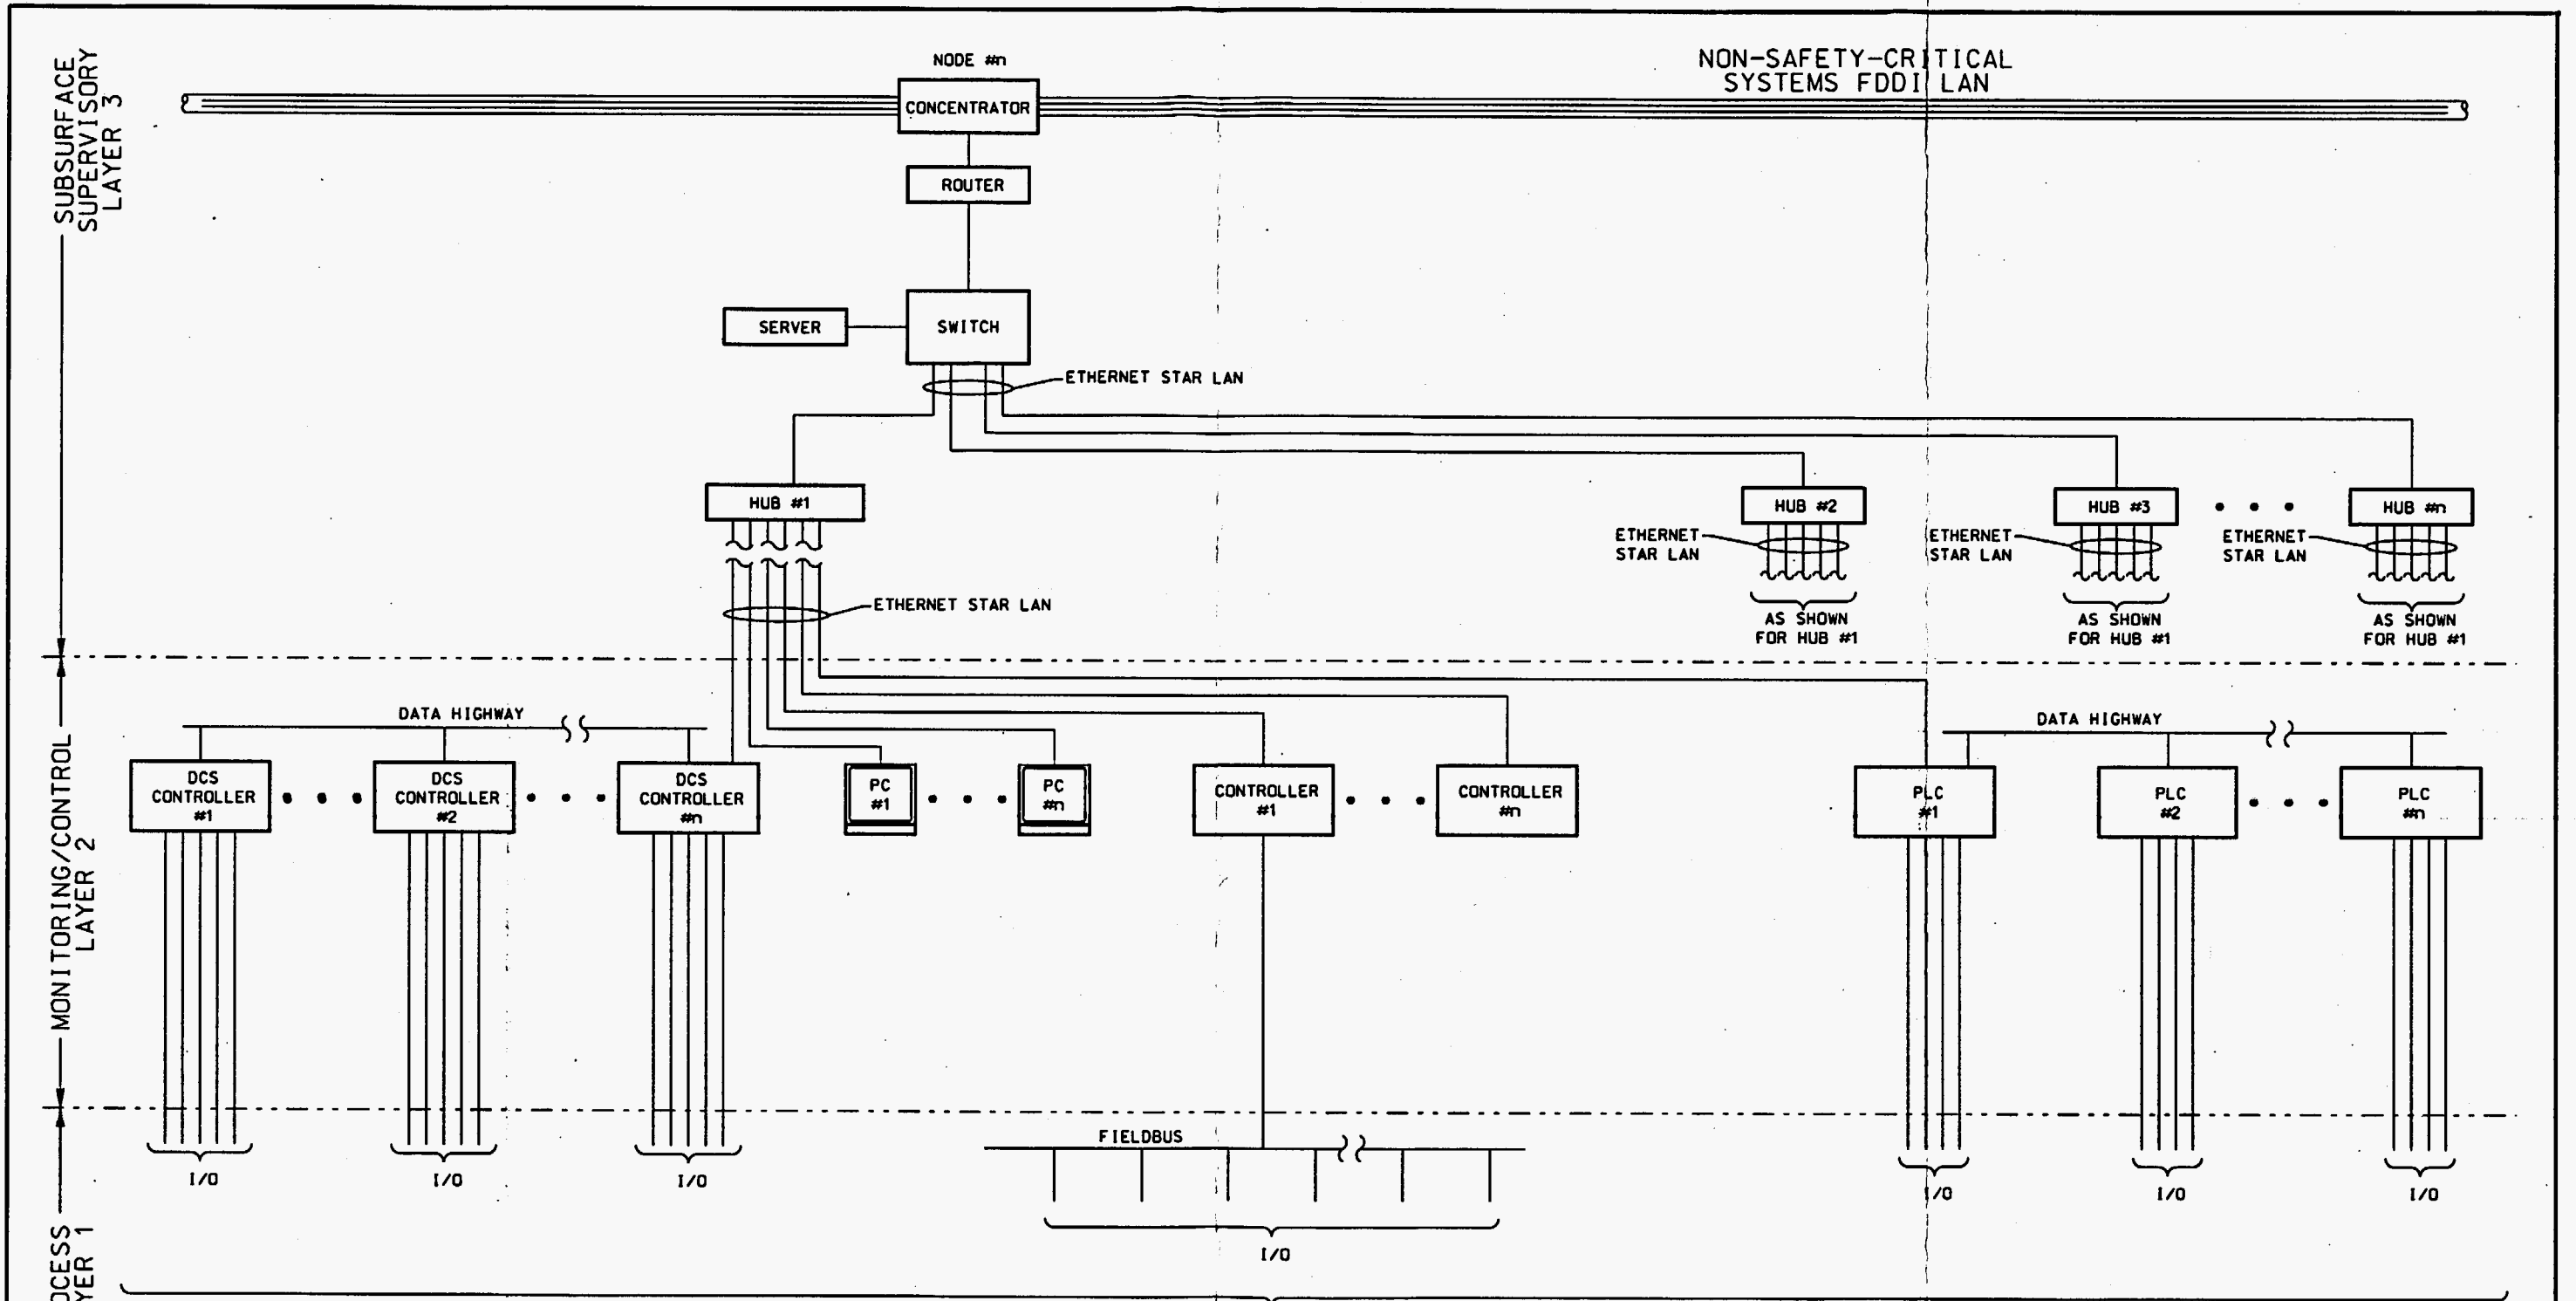 SUBSURFACE
SUPERVISORY
LAYER 3
NODE #n
CONCENTRATOR
NON-SAFETY-CRITICAL
SYSTEMS FDDI LAN
ROUTER
SERVER
SWITCH
ETHERNET STAR LAN
HUB #1
HUB #2
HUB #3
HUB #n
ETHERNET
STAR LAN
ETHERNET
STAR LAN
ETHERNET
STAR LAN
ETHERNET STAR LAN
AS SHOWN
FOR HUB #1
AS SHOWN
FOR HUB #1
AS SHOWN
FOR HUB #1
MONITORING/CONTROL
LAYER 2
DATA HIGHWAY
DATA HIGHWAY
DCS
CONTROLLER
#1
DCS
CONTROLLER
#2
DCS
CONTROLLER
#n
PC
#1
PC
#n
CONTROLLER
#1
CONTROLLER
#n
PLC
#1
PLC
#2
PLC
#n
FIELDBUS
I/O
I/O
I/O
I/O
I/O
I/O
I/O
OCESS
YER 1